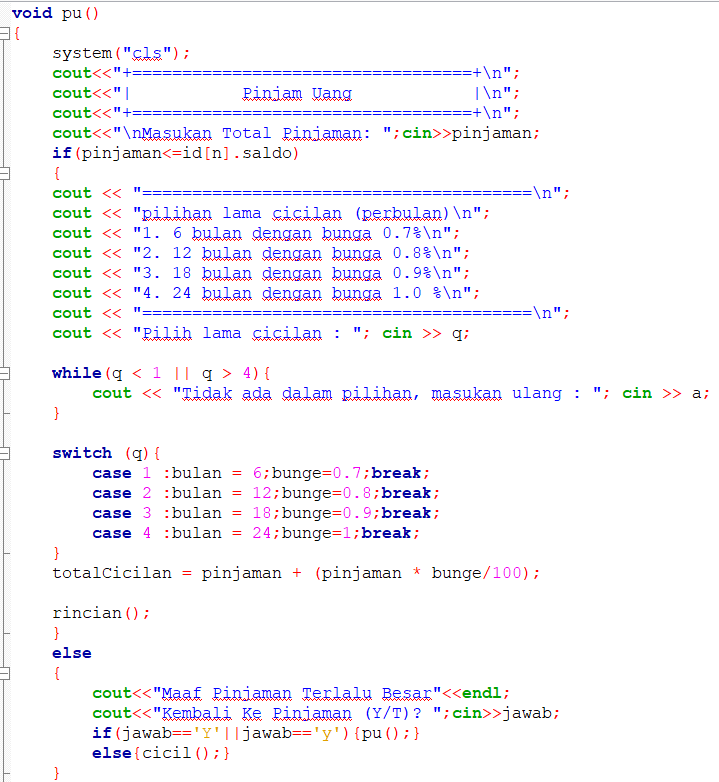 void pu()
{
    system("cls");
    cout<<"+==================================+\n";
    cout<<"|           Pinjam Uang            |\n";
    cout<<"+==================================+\n";
    cout<<"\nMasukan Total Pinjaman: ";cin>>pinjaman;
    if(pinjaman<=id[n].saldo)
    {
    cout << "=======================================\n";
    cout << "pilihan lama cicilan (perbulan)\n";
    cout << "1. 6 bulan dengan bunga 0.7%\n";
    cout << "2. 12 bulan dengan bunga 0.8%\n";
    cout << "3. 18 bulan dengan bunga 0.9%\n";
    cout << "4. 24 bulan dengan bunga 1.0 %\n";
    cout << "=======================================\n";
    cout << "Pilih lama cicilan : "; cin >> q;
    while(q < 1 || q > 4){
        cout << "Tidak ada dalam pilihan, masukan ulang : "; cin >> a;
    }
    switch (q){
        case 1 :bulan = 6;bunge=0.7;break;
        case 2 :bulan = 12;bunge=0.8;break;
        case 3 :bulan = 18;bunge=0.9;break;
        case 4 :bulan = 24;bunge=1;break;
    }
    totalCicilan = pinjaman + (pinjaman * bunge/100);
    rincian();
    }
    else
    {
        cout<<"Maaf Pinjaman Terlalu Besar"<<endl;
        cout<<"Kembali Ke Pinjaman (Y/T)? ";cin>>jawab;
        if(jawab=='Y'||jawab=='y'){pu();}
        else{cicil();}
    }